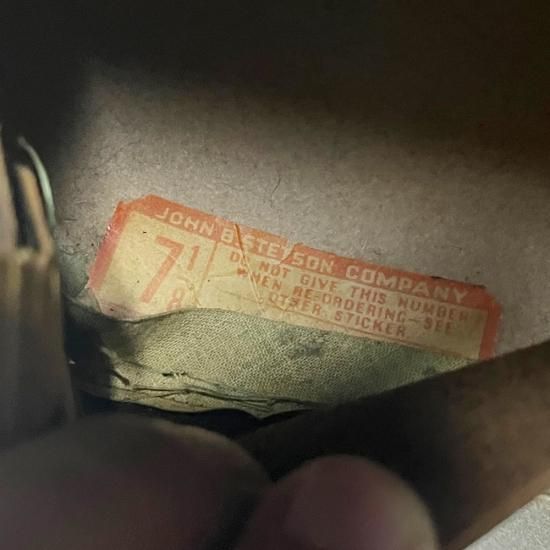 JOHN B. STETSON COMPANY
7 1/8
DO NOT GIVE THIS NUMBER
WHEN RE-ORDERING—SEE
OTHER STICKER